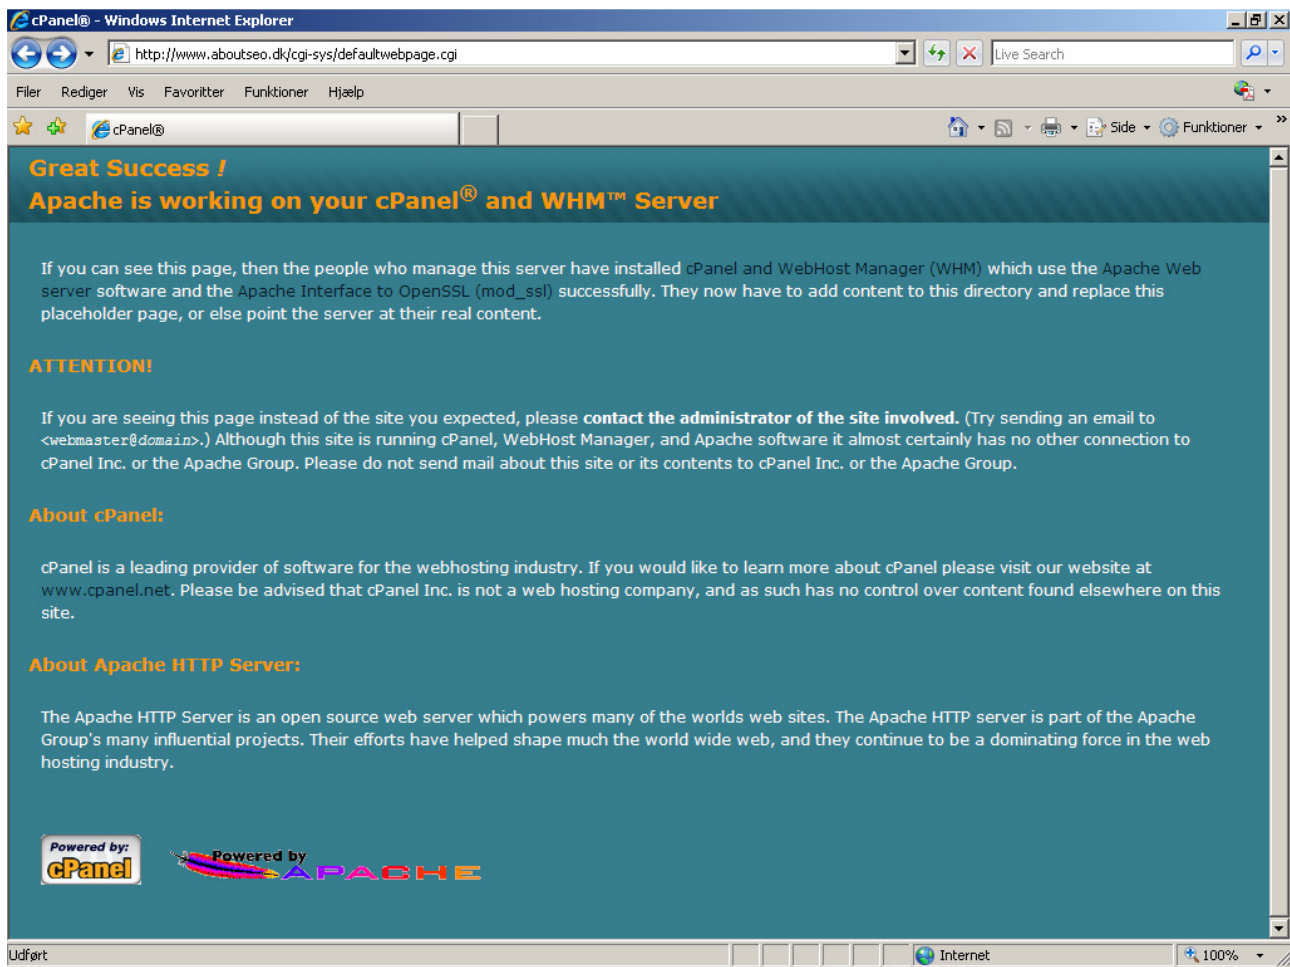 cPanel® - Windows Internet Explorer
http://www.aboutseo.dk/cgi-sys/defaultwebpage.cgi
Live Search
Filer Rediger Vis Favoritter Funktioner Hjælp
cPanel®
Side Funktioner
Great Success !
Apache is working on your cPanel® and WHM™ Server
If you can see this page, then the people who manage this server have installed cPanel and WebHost Manager (WHM) which use the Apache Web
server software and the Apache Interface to OpenSSL (mod_ssl) successfully. They now have to add content to this directory and replace this
placeholder page, or else point the server at their real content.
ATTENTION!
If you are seeing this page instead of the site you expected, please contact the administrator of the site involved. (Try sending an email to
<webmaster@domain>.) Although this site is running cPanel, WebHost Manager, and Apache software it almost certainly has no other connection to
cPanel Inc. or the Apache Group. Please do not send mail about this site or its contents to cPanel Inc. or the Apache Group.
About cPanel:
cPanel is a leading provider of software for the webhosting industry. If you would like to learn more about cPanel please visit our website at
www.cpanel.net. Please be advised that cPanel Inc. is not a web hosting company, and as such has no control over content found elsewhere on this
site.
About Apache HTTP Server:
The Apache HTTP Server is an open source web server which powers many of the worlds web sites. The Apache HTTP server is part of the Apache
Group's many influential projects. Their efforts have helped shape much the world wide web, and they continue to be a dominating force in the web
hosting industry.
Powered by:
cPanel
Powered by
APACHE
Udført
Internet
100%